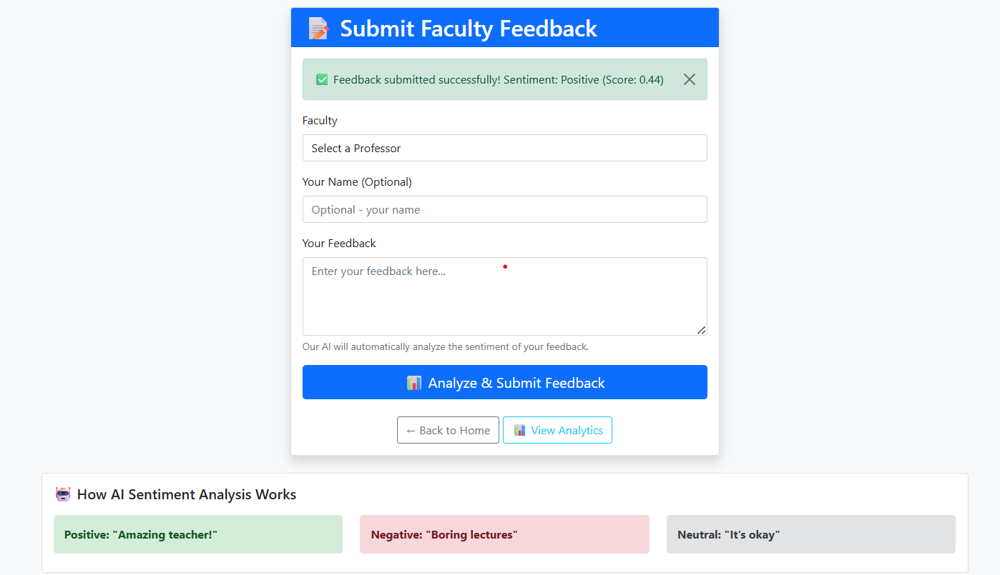 Submit Faculty Feedback
Feedback submitted successfully! Sentiment: Positive (Score: 0.44)
Faculty
Select a Professor
Your Name (Optional)
Optional - your name
Your Feedback
Enter your feedback here...
Our AI will automatically analyze the sentiment of your feedback.
Analyze & Submit Feedback
← Back to Home
View Analytics
How AI Sentiment Analysis Works
Positive: "Amazing teacher!"
Negative: "Boring lectures"
Neutral: "It's okay"